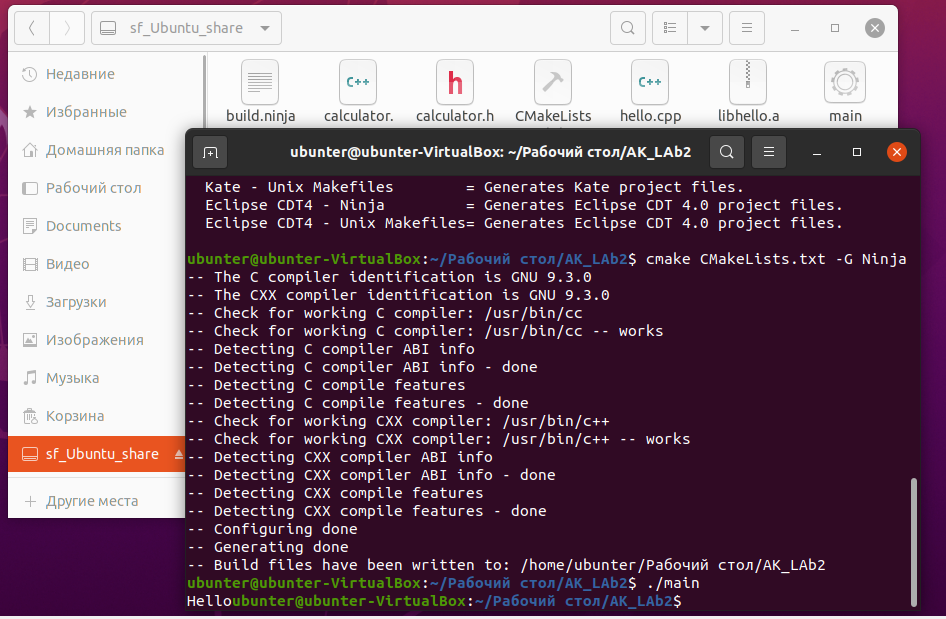 sf_Ubuntu_share
Недавние
Избранные
Домашняя папка
Рабочий стол
Documents
Видео
Загрузки
Изображения
Музыка
Корзина
sf_Ubuntu_share
Другие места
build.ninja
C++
calculator.
h
calculator.h
CMakeLists
C++
hello.cpp
libhello.a
main
ubunter@ubunter-VirtualBox: ~/Рабочий стол/AK_LAb2
Kate - Unix Makefiles        = Generates Kate project files.
Eclipse CDT4 - Ninja         = Generates Eclipse CDT 4.0 project files.
Eclipse CDT4 - Unix Makefiles= Generates Eclipse CDT 4.0 project files.
ubunter@ubunter-VirtualBox:~/Рабочий стол/AK_LAb2$ cmake CMakeLists.txt -G Ninja
-- The C compiler identification is GNU 9.3.0
-- The CXX compiler identification is GNU 9.3.0
-- Check for working C compiler: /usr/bin/cc
-- Check for working C compiler: /usr/bin/cc -- works
-- Detecting C compiler ABI info
-- Detecting C compiler ABI info - done
-- Detecting C compile features
-- Detecting C compile features - done
-- Check for working CXX compiler: /usr/bin/c++
-- Check for working CXX compiler: /usr/bin/c++ -- works
-- Detecting CXX compiler ABI info
-- Detecting CXX compiler ABI info - done
-- Detecting CXX compile features
-- Detecting CXX compile features - done
-- Configuring done
-- Generating done
-- Build files have been written to: /home/ubunter/Рабочий стол/AK_LAb2
ubunter@ubunter-VirtualBox:~/Рабочий стол/AK_LAb2$ ./main
Helloubunter@ubunter-VirtualBox:~/Рабочий стол/AK_LAb2$